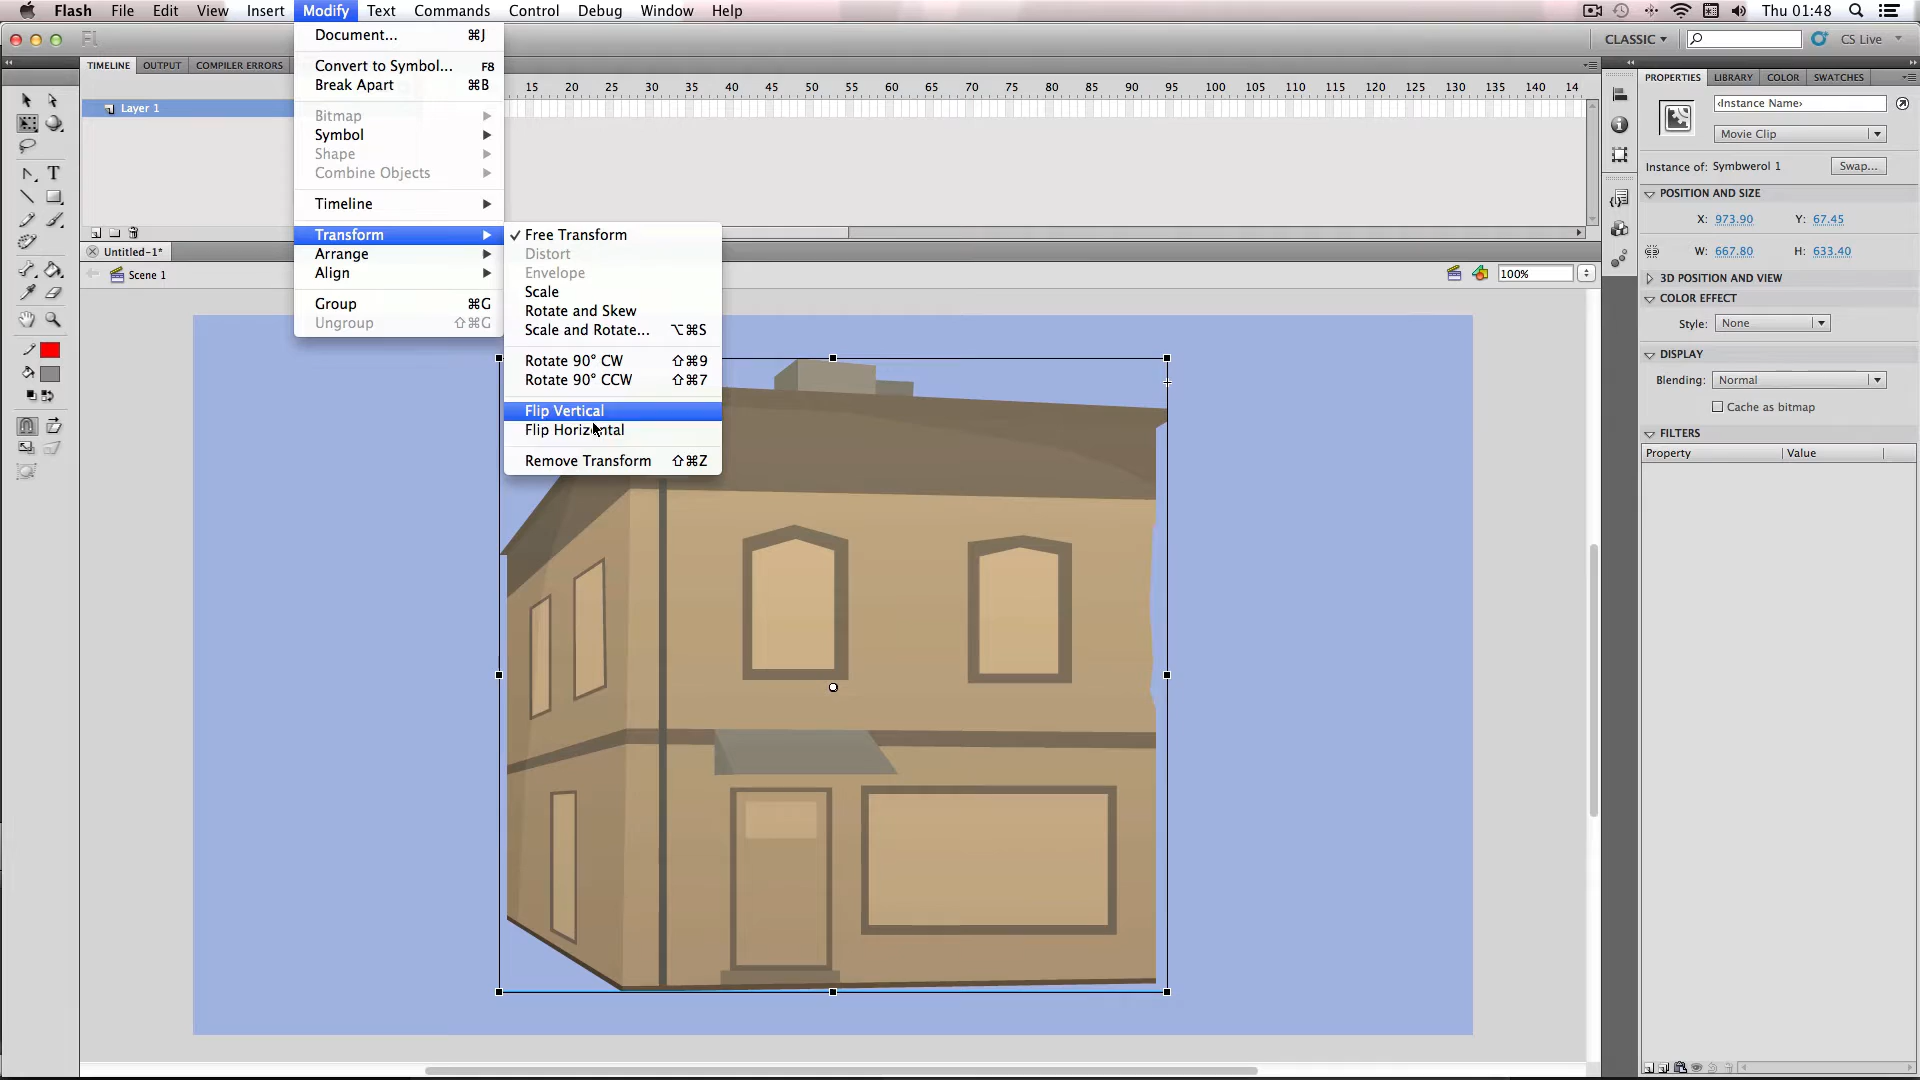 Flash File Edit View Insert Modify Text Commands Control Debug Window Help Thu 01:48
Fl CLASSIC CS Live
TIMELINE OUTPUT COMPILER ERRORS
15 20 25 30 35 40 45 50 55 60 65 70 75 80 85 90 95 100 105 110 115 120 125 130 135 140 14
Layer 1
Untitled-1*
Scene 1
100%
Document... ⌘J
Convert to Symbol... F8
Break Apart ⌘B
Bitmap
Symbol
Shape
Combine Objects
Timeline
Transform
Arrange
Align
Group ⌘G
Ungroup ⇧⌘G
✓ Free Transform
Distort
Envelope
Scale
Rotate and Skew
Scale and Rotate... ⌥⌘S
Rotate 90° CW ⇧⌘9
Rotate 90° CCW ⇧⌘7
Flip Vertical
Flip Horizontal
Remove Transform ⇧⌘Z
PROPERTIES LIBRARY COLOR SWATCHES
<Instance Name>
Movie Clip
Instance of: Symbwerol 1 Swap...
POSITION AND SIZE
X: 973.90 Y: 67.45
W: 667.80 H: 633.40
3D POSITION AND VIEW
COLOR EFFECT
Style: None
DISPLAY
Blending: Normal
Cache as bitmap
FILTERS
Property Value